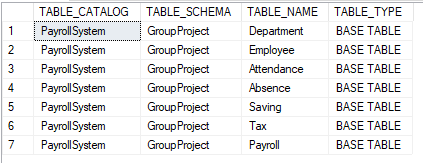 TABLE_CATALOG TABLE_SCHEMA TABLE_NAME TABLE_TYPE
1 PayrollSystem GroupProject Department BASE TABLE
2 PayrollSystem GroupProject Employee BASE TABLE
3 PayrollSystem GroupProject Attendance BASE TABLE
4 PayrollSystem GroupProject Absence BASE TABLE
5 PayrollSystem GroupProject Saving BASE TABLE
6 PayrollSystem GroupProject Tax BASE TABLE
7 PayrollSystem GroupProject Payroll BASE TABLE